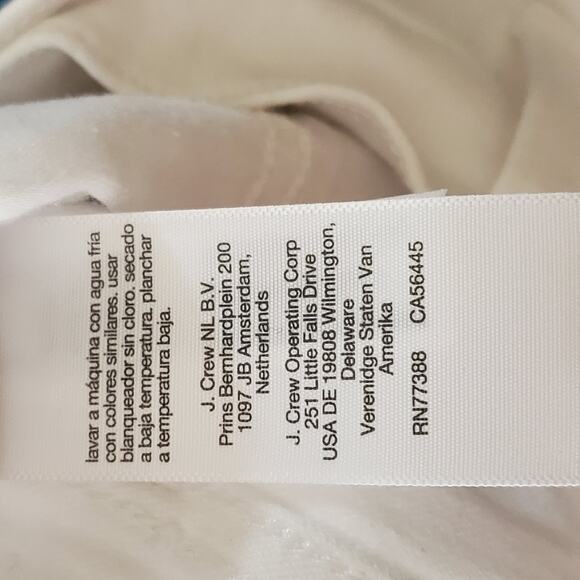 lavar a máquina con agua fría
con colores similares. usar
blanqueador sin cloro. secado
a baja temperatura. planchar
a temperatura baja.
J. Crew NL B.V.
Prins Bernhardplein 200
1097 JB Amsterdam,
Netherlands
J. Crew Operating Corp
251 Little Falls Drive
USA DE 19808 Wilmington,
Delaware
Verenidge Staten Van
Amerika
RN77388 CA56445